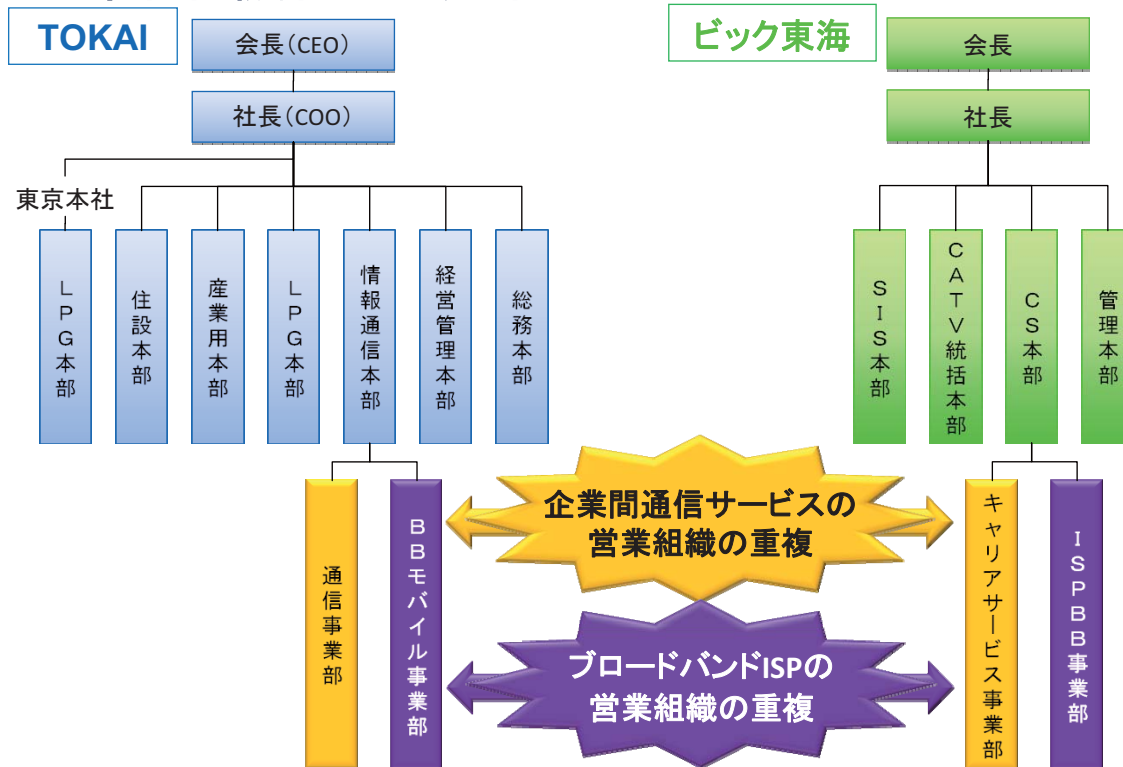 TOKAI
会長（CEO）
社長（COO）
東京本社
LPG本部
住設本部
産業用本部
LPG本部
情報通信本部
経営管理本部
総務本部
通信事業部
BBモバイル事業部
ビック東海
会長
社長
SIS本部
CATV統括本部
CS本部
管理本部
キャリアサービス事業部
ISPBB事業部
企業間通信サービスの
営業組織の重複
ブロードバンドISPの
営業組織の重複